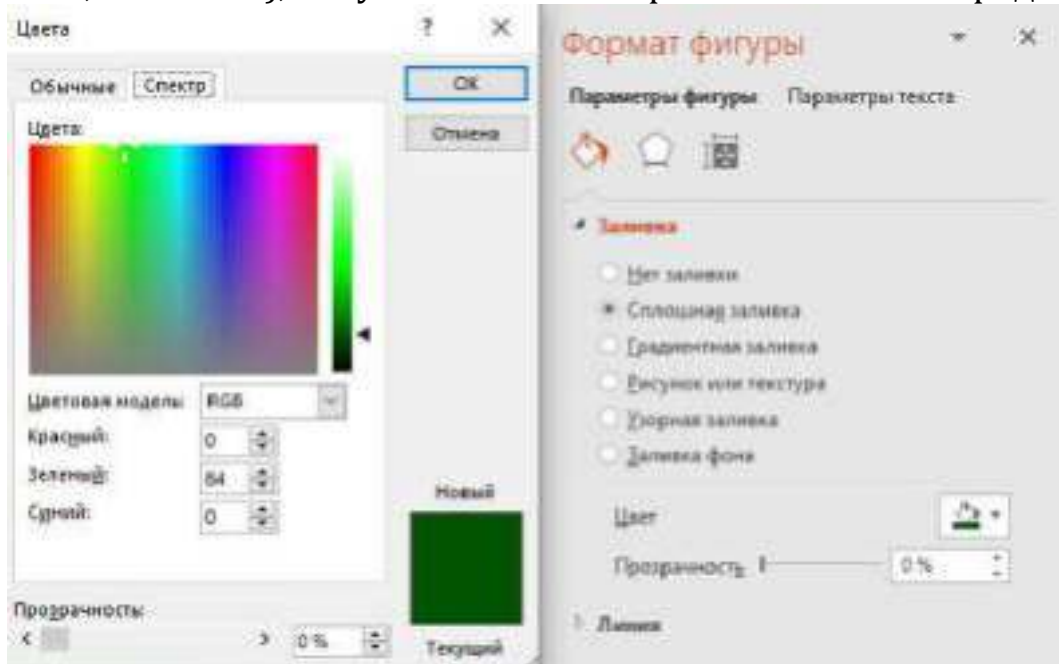 Цвета ? ×
Обычные Спектр
ОК
Отмена
Цвета:
Цветовая модель: RGB
Красный: 0
Зеленый: 84
Синий: 0
Новый
Текущий
Прозрачность:
< > 0 %
Формат фигуры
Параметры фигуры Параметры текста
Заливка
Нет заливки
Сплошная заливка
Градиентная заливка
Рисунок или текстура
Узорная заливка
Заливка фона
Цвет
Прозрачность 0 %
Линия